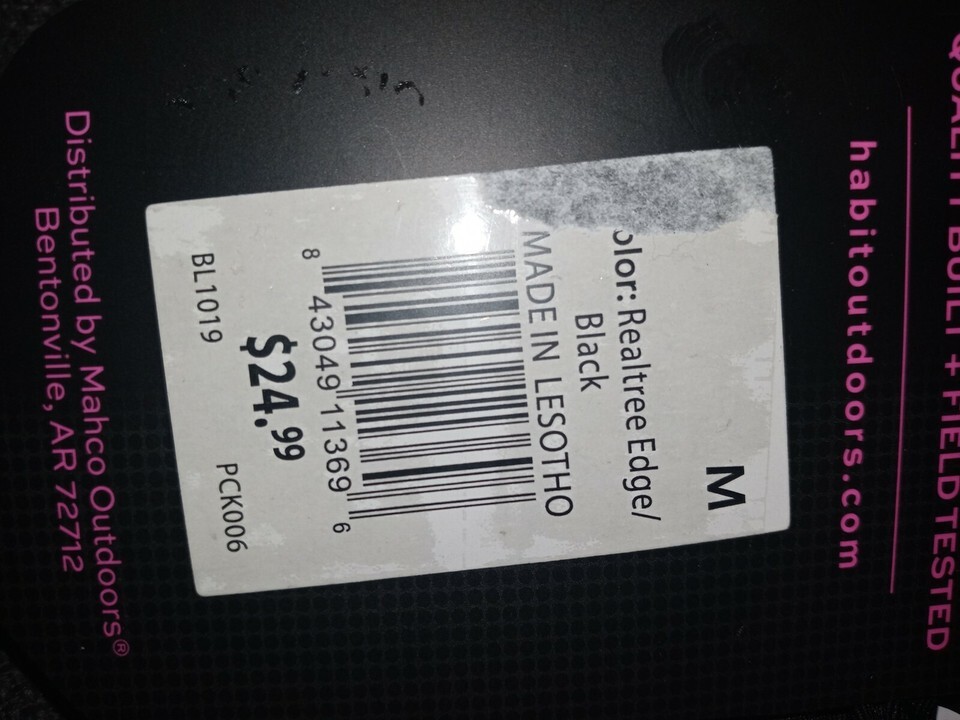 QUALITY BUILT + FIELD TESTED
habitoutdoors.com
M
olor: Realtree Edge/
Black
MADE IN LESOTHO
8 43049 11369 6
$24.99
BL1019 PCK006
Distributed by Mahco Outdoors®
Bentonville, AR 72712